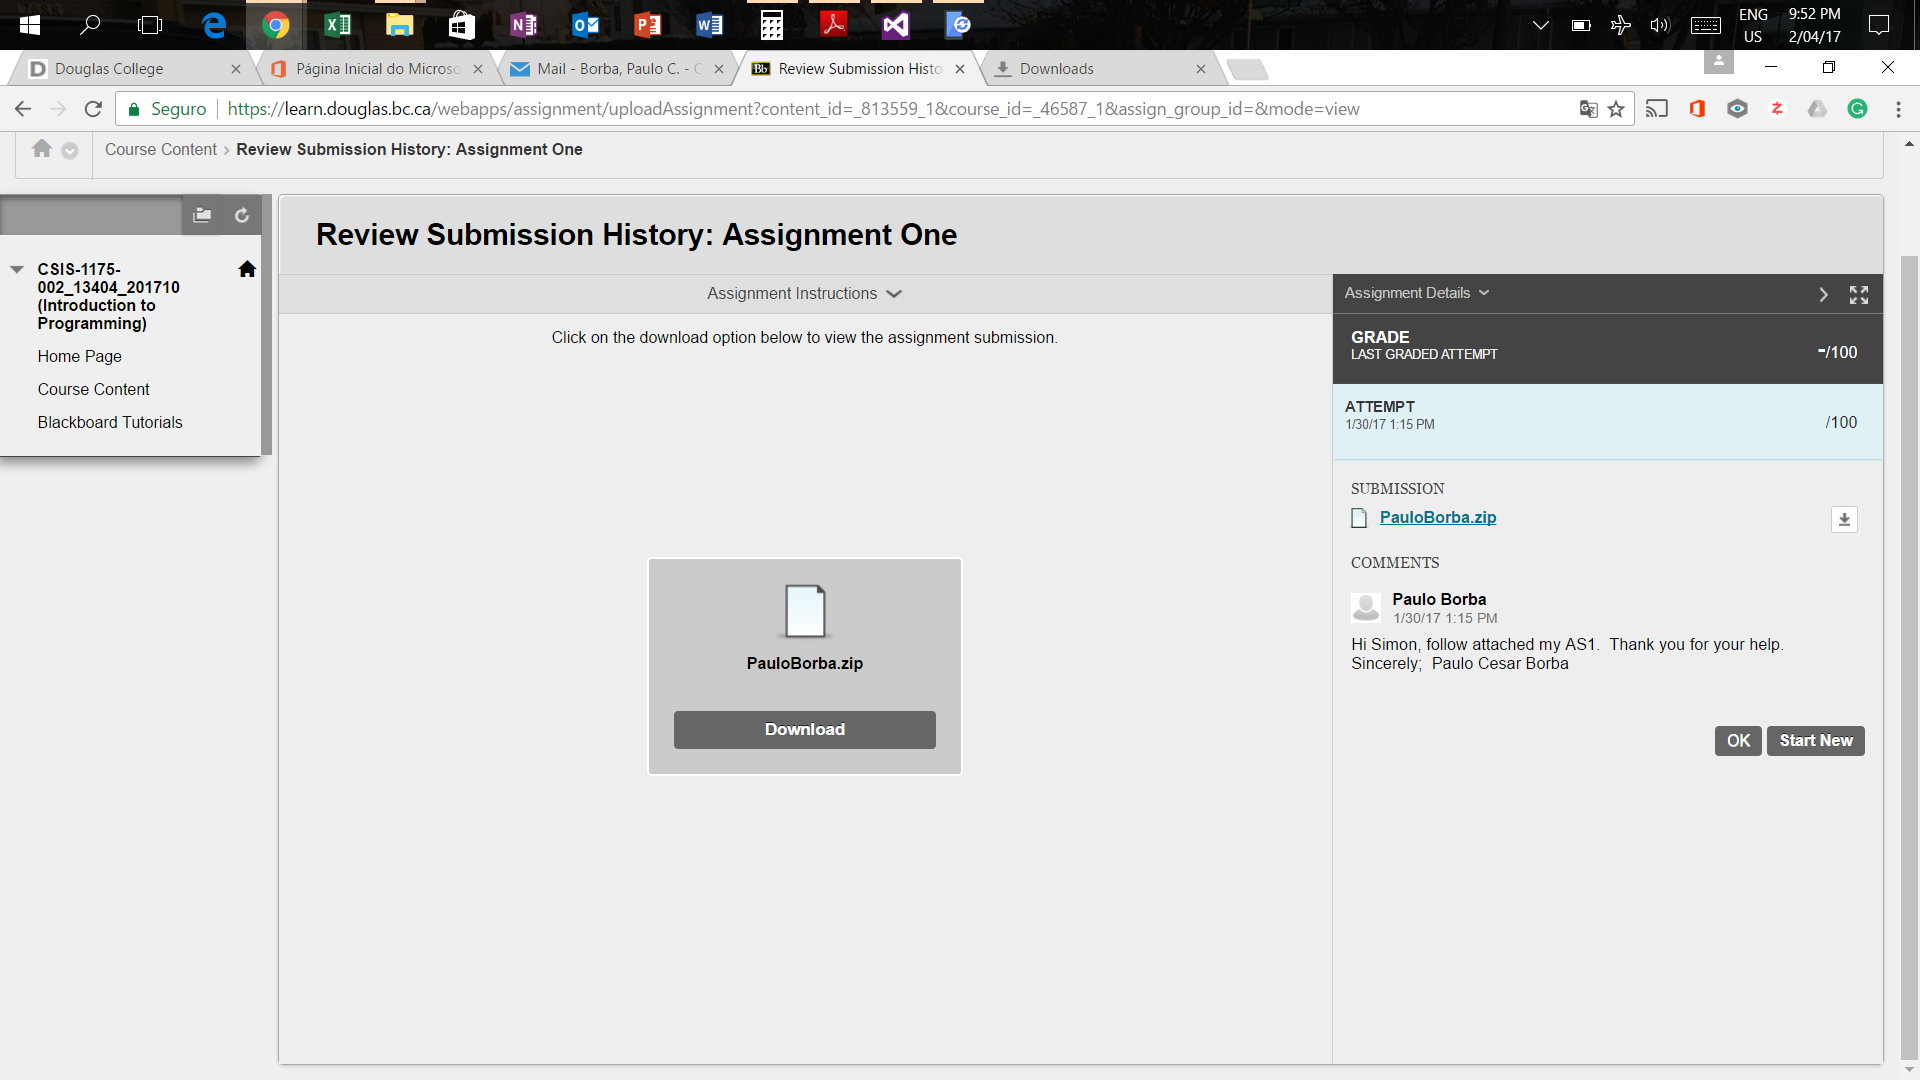 ENG
US
9:52 PM
2/04/17
Douglas College
Página Inicial do Microso
Mail - Borba, Paulo C. -
Review Submission Histo
Downloads
Seguro
https://learn.douglas.bc.ca/webapps/assignment/uploadAssignment?content_id=_813559_1&course_id=_46587_1&assign_group_id=&mode=view
Course Content › Review Submission History: Assignment One
CSIS-1175-
002_13404_201710
(Introduction to
Programming)
Home Page
Course Content
Blackboard Tutorials
Review Submission History: Assignment One
Assignment Instructions
Click on the download option below to view the assignment submission.
PauloBorba.zip
Download
Assignment Details
GRADE
LAST GRADED ATTEMPT
-/100
ATTEMPT
1/30/17 1:15 PM
/100
SUBMISSION
PauloBorba.zip
COMMENTS
Paulo Borba
1/30/17 1:15 PM
Hi Simon, follow attached my AS1.  Thank you for your help.
Sincerely;  Paulo Cesar Borba
OK
Start New